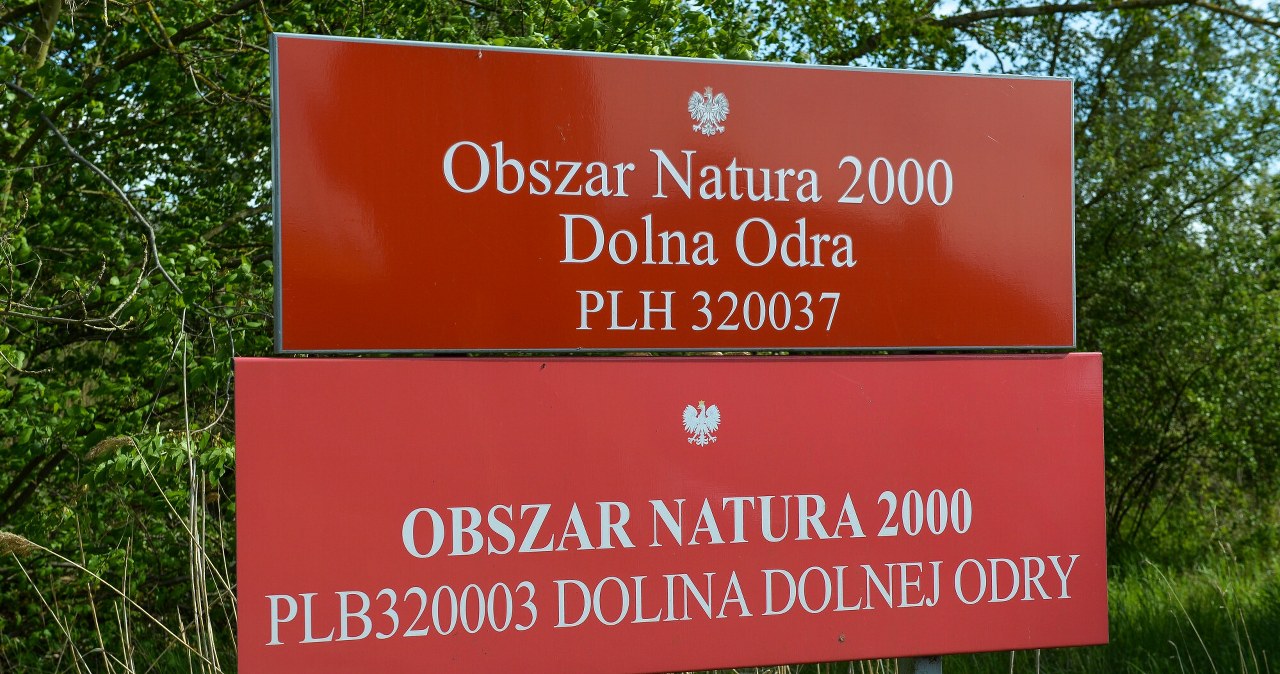 Obszar Natura 2000
Dolna Odra
PLH 320037
OBSZAR NATURA 2000
PLB320003 DOLINA DOLNEJ ODRY